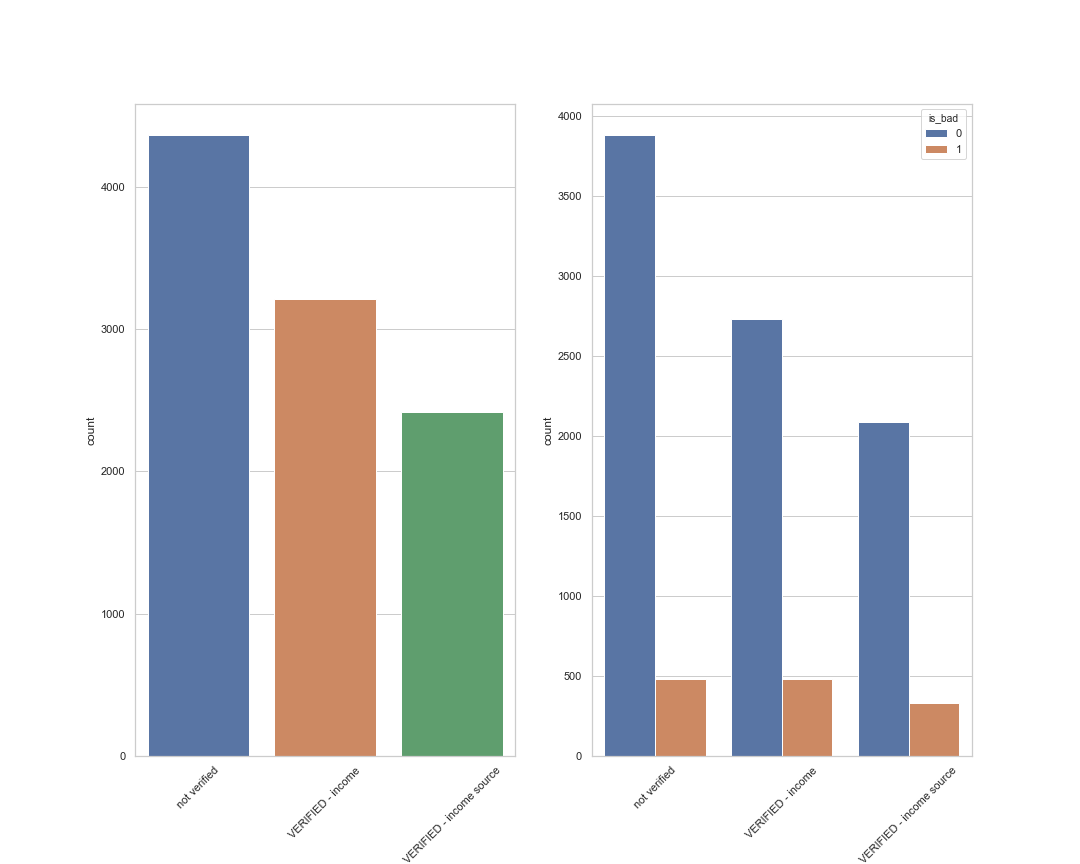 count
4000
3000
2000
1000
0
not verified
VERIFIED - income
VERIFIED - income source
count
4000
3500
3000
2500
2000
1500
1000
500
0
is_bad
0
1
not verified
VERIFIED - income
VERIFIED - income source